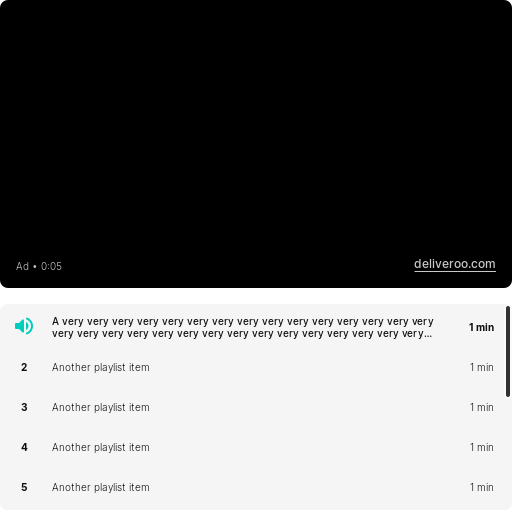 Ad • 0:05
deliveroo.com
A very very very very very very very very very very very very very very very
very very very very very very very very very very very very very very very...
1 min
2 Another playlist item 1 min
3 Another playlist item 1 min
4 Another playlist item 1 min
5 Another playlist item 1 min